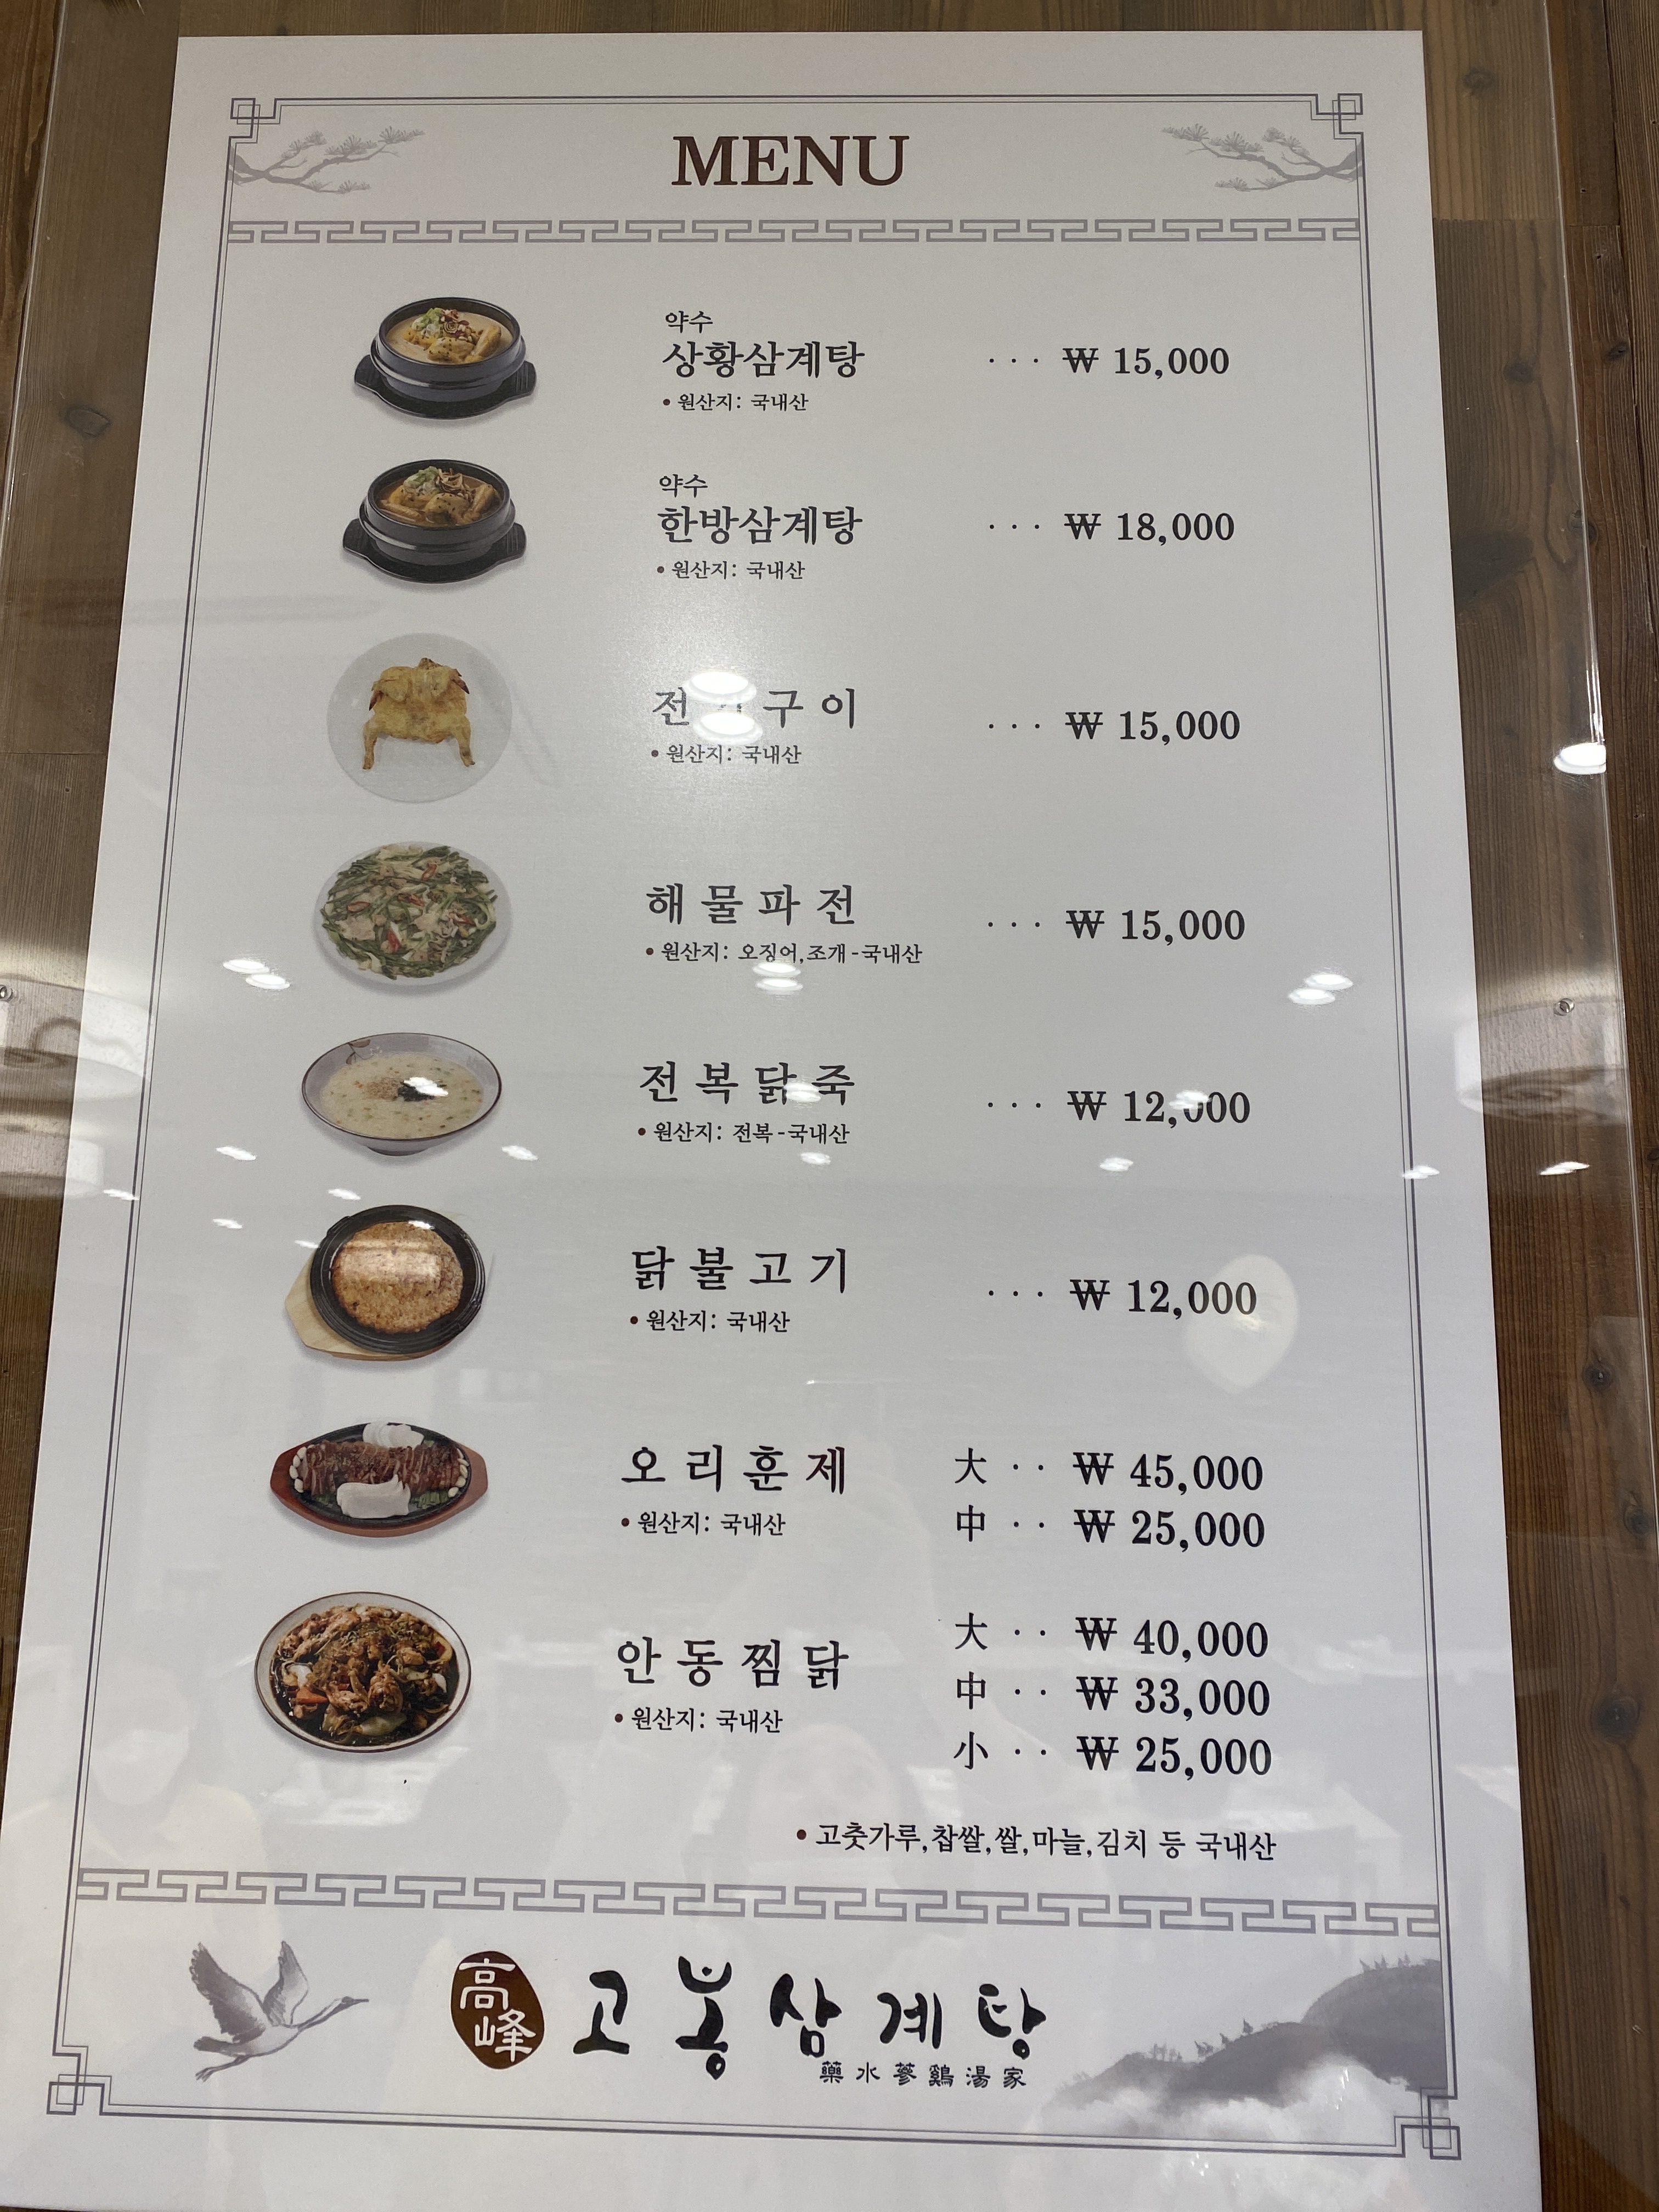 MENU
약수
상황삼계탕 ··· ₩ 15,000
• 원산지: 국내산
약수
한방삼계탕 ··· ₩ 18,000
• 원산지: 국내산
전 구 이 ··· ₩ 15,000
• 원산지: 국내산
해 물 파 전 ··· ₩ 15,000
• 원산지: 오징어,조개-국내산
전 복 닭 죽 ··· ₩ 12,000
• 원산지: 전복-국내산
닭 불 고 기 ··· ₩ 12,000
• 원산지: 국내산
오 리 훈 제 大 ·· ₩ 45,000
• 원산지: 국내산 中 ·· ₩ 25,000
大 ·· ₩ 40,000
안 동 찜 닭 中 ·· ₩ 33,000
• 원산지: 국내산 小 ·· ₩ 25,000
• 고춧가루,찹쌀,쌀,마늘,김치 등 국내산
高峰 고봉삼계탕
藥水蔘鷄湯家